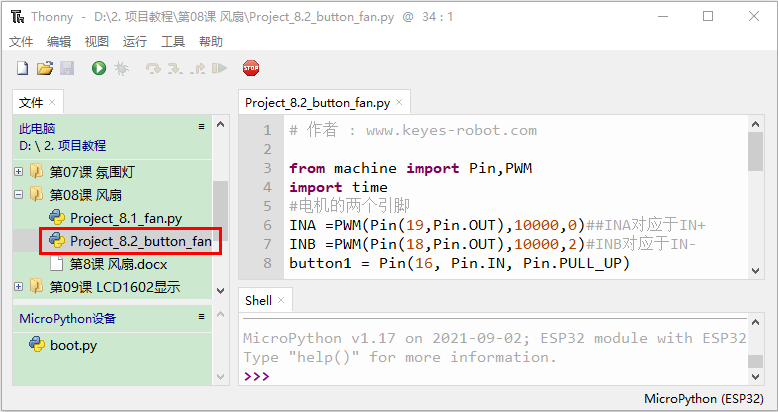 Thonny - D:\2. 项目教程\第08课 风扇\Project_8.2_button_fan.py @ 34 : 1
文件 编辑 视图 运行 工具 帮助
STOP
文件
此电脑
D: \ 2. 项目教程
第07课 氛围灯
第08课 风扇
Project_8.1_fan.py
Project_8.2_button_fan
第8课 风扇.docx
第09课 LCD1602显示
MicroPython设备
boot.py
Project_8.2_button_fan.py
1 # 作者 : www.keyes-robot.com
2
3 from machine import Pin,PWM
4 import time
5 #电机的两个引脚
6 INA =PWM(Pin(19,Pin.OUT),10000,0)##INA对应于IN+
7 INB =PWM(Pin(18,Pin.OUT),10000,2)#INB对应于IN-
8 button1 = Pin(16, Pin.IN, Pin.PULL_UP)
Shell
MicroPython v1.17 on 2021-09-02; ESP32 module with ESP32
Type "help()" for more information.
>>>
MicroPython (ESP32)